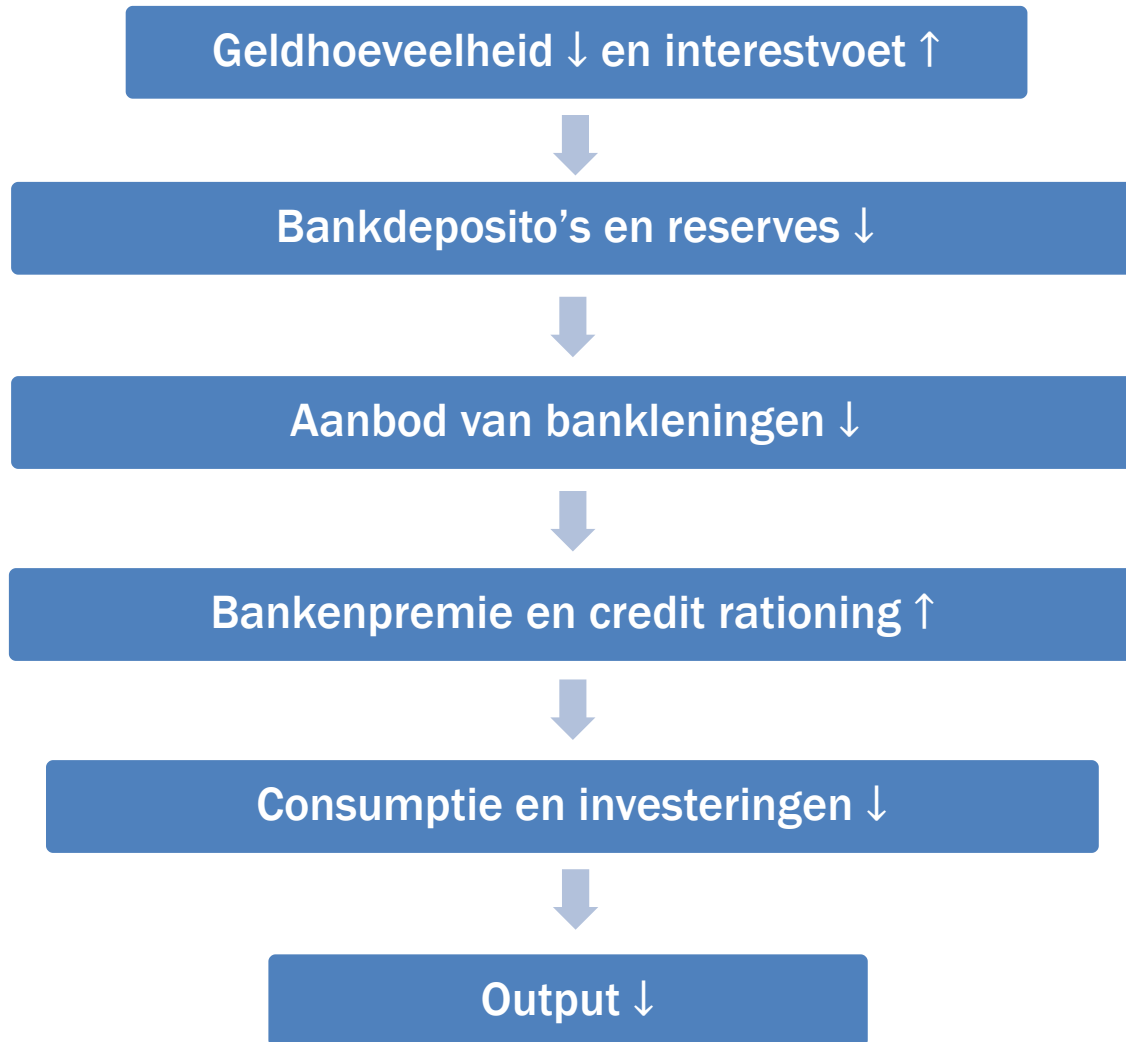 Geldhoeveelheid ↓ en interestvoet ↑
Bankdeposito’s en reserves ↓
Aanbod van bankleningen ↓
Bankenpremie en credit rationing ↑
Consumptie en investeringen ↓
Output ↓